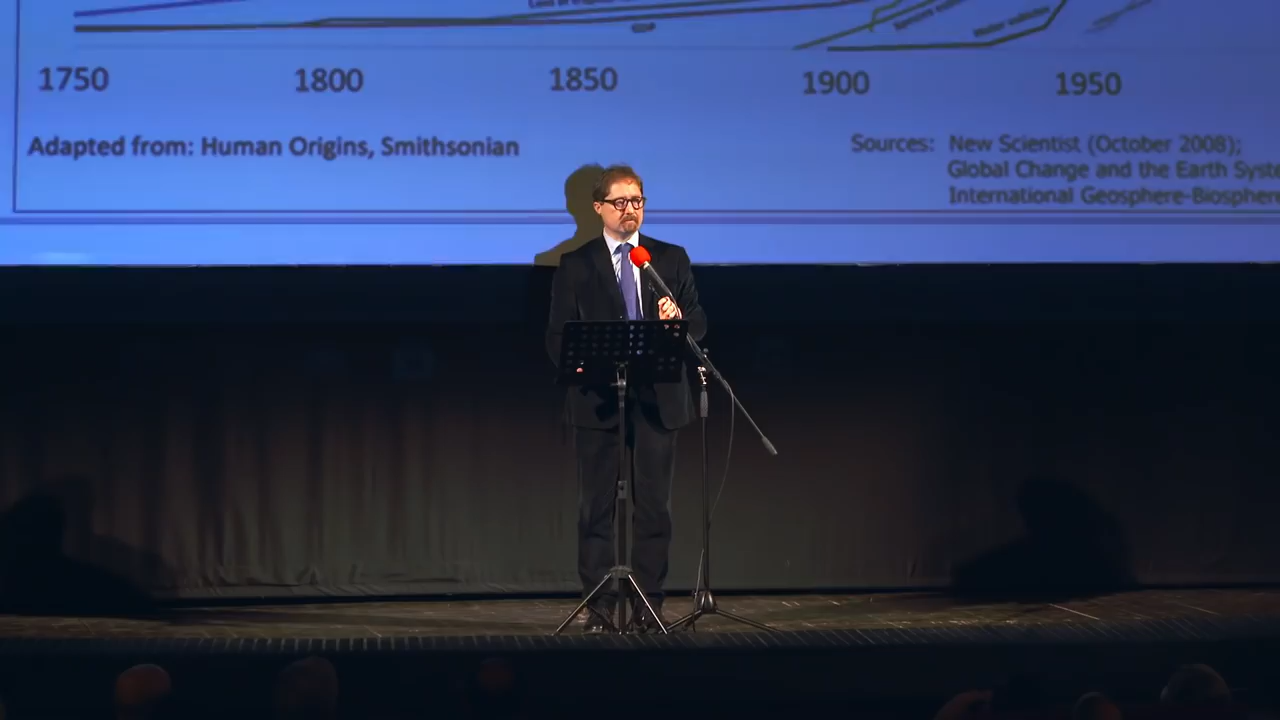 1750 1800 1850 1900 1950
Adapted from: Human Origins, Smithsonian
Sources: New Scientist (October 2008);
Global Change and the Earth Syste
International Geosphere-Biosphere